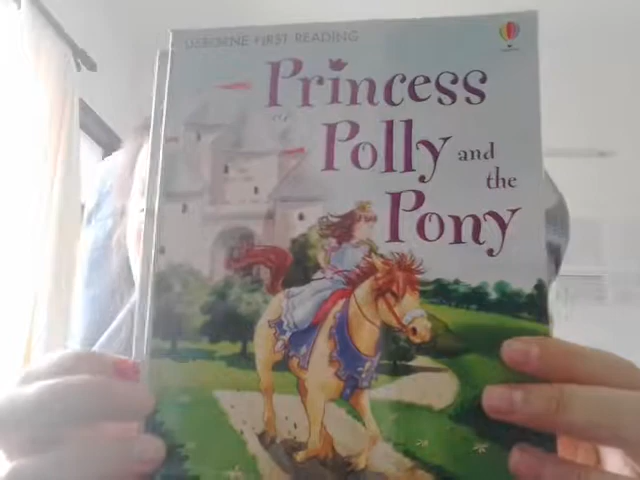 USBORNE FIRST READING
Princess
Polly and
the
Pony